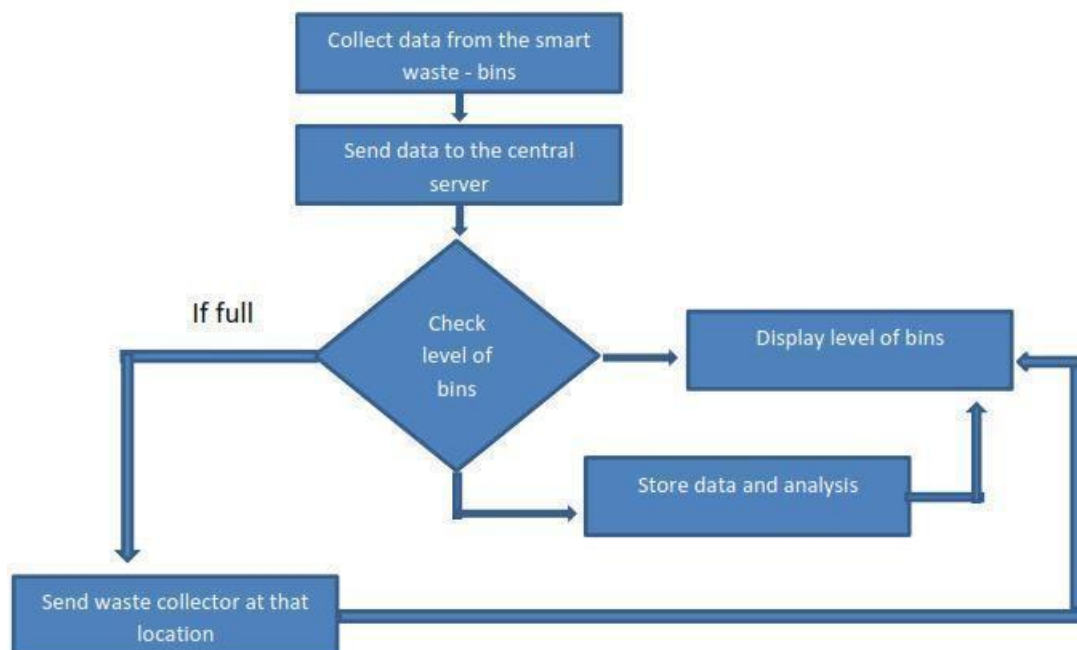 Collect data from the smart
waste - bins
Send data to the central
server
If full
Check
level of
bins
Display level of bins
Store data and analysis
Send waste collector at that
location